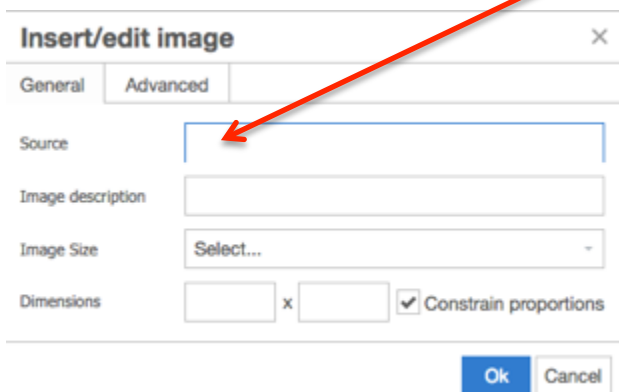 Insert/edit image ×
General Advanced
Source
Image description
Image Size Select...
Dimensions x Constrain proportions
Ok Cancel